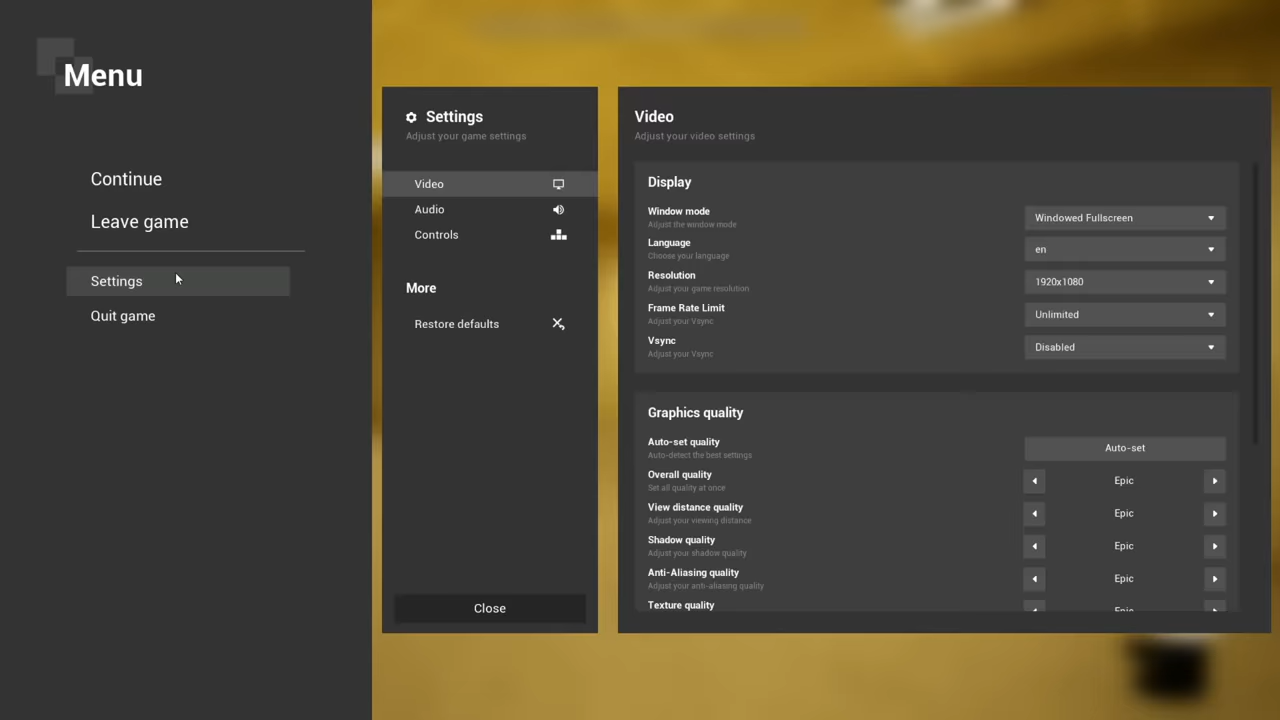 Menu
Continue
Leave game
Settings
Quit game
Settings
Adjust your game settings
Video
Audio
Controls
More
Restore defaults
Close
Video
Adjust your video settings
Display
Window mode
Adjust the window mode
Windowed Fullscreen
Language
Choose your language
en
Resolution
Adjust your game resolution
1920x1080
Frame Rate Limit
Adjust your Vsync
Unlimited
Vsync
Adjust your Vsync
Disabled
Graphics quality
Auto-set quality
Auto-detect the best settings
Auto-set
Overall quality
Set all quality at once
Epic
View distance quality
Adjust your viewing distance
Epic
Shadow quality
Adjust your shadow quality
Epic
Anti-Aliasing quality
Adjust your anti-aliasing quality
Epic
Texture quality
Epic